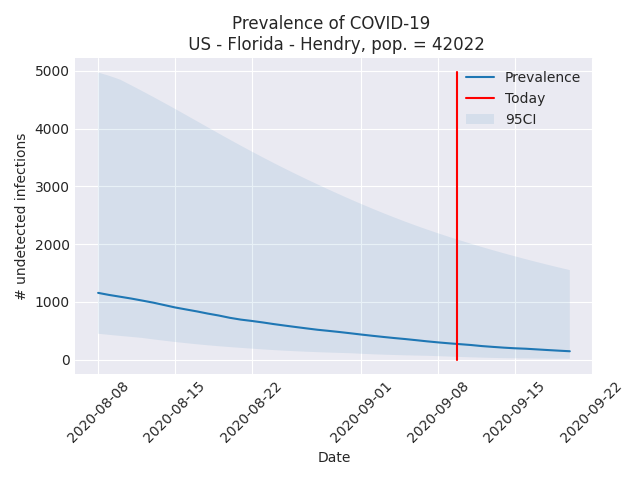 Prevalence of COVID-19
US - Florida - Hendry, pop. = 42022
5000
4000
3000
2000
1000
0
# undetected infections
Prevalence
Today
95CI
2020-08-08
2020-08-15
2020-08-22
2020-09-01
2020-09-08
2020-09-15
2020-09-22
Date